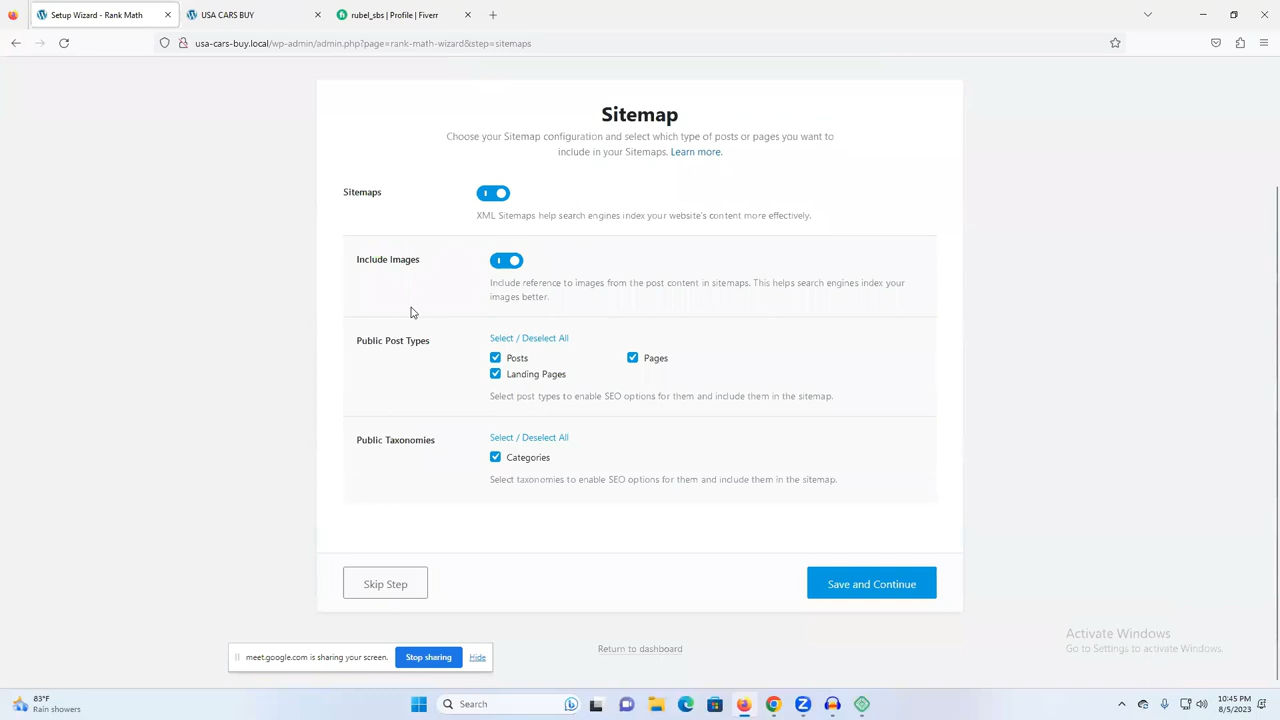 Setup Wizard - Rank Math
USA CARS BUY
rubel_sbs | Profile | Fiverr
usa-cars-buy.local/wp-admin/admin.php?page=rank-math-wizard&step=sitemaps
Sitemap
Choose your Sitemap configuration and select which type of posts or pages you want to
include in your Sitemaps. Learn more.
Sitemaps
XML Sitemaps help search engines index your website's content more effectively.
Include Images
Include reference to images from the post content in sitemaps. This helps search engines index your
images better.
Public Post Types
Select / Deselect All
Posts
Pages
Landing Pages
Select post types to enable SEO options for them and include them in the sitemap.
Public Taxonomies
Select / Deselect All
Categories
Select taxonomies to enable SEO options for them and include them in the sitemap.
Skip Step
Save and Continue
Return to dashboard
meet.google.com is sharing your screen.
Stop sharing
Hide
Activate Windows
Go to Settings to activate Windows.
83°F
Rain showers
Search
10:45 PM
8/5/2023